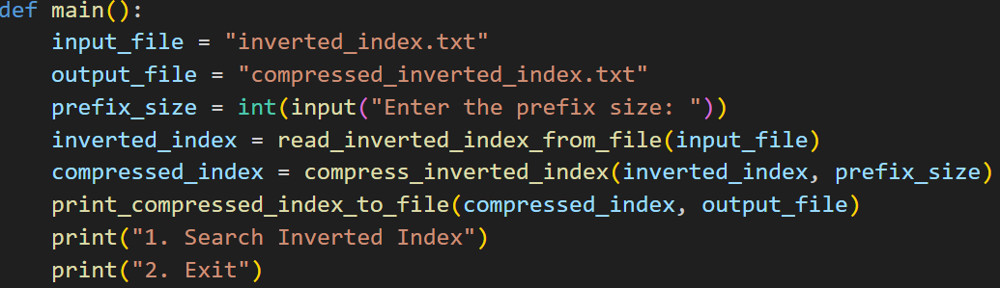 def main():
    input_file = "inverted_index.txt"
    output_file = "compressed_inverted_index.txt"
    prefix_size = int(input("Enter the prefix size: "))
    inverted_index = read_inverted_index_from_file(input_file)
    compressed_index = compress_inverted_index(inverted_index, prefix_size)
    print_compressed_index_to_file(compressed_index, output_file)
    print("1. Search Inverted Index")
    print("2. Exit")